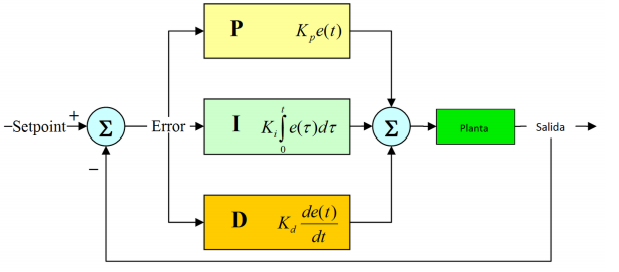 P K_p e(t)
–Setpoint + Σ Error I K_i ∫_0^t e(τ)dτ Σ Planta Salida
−
D K_d de(t)/dt